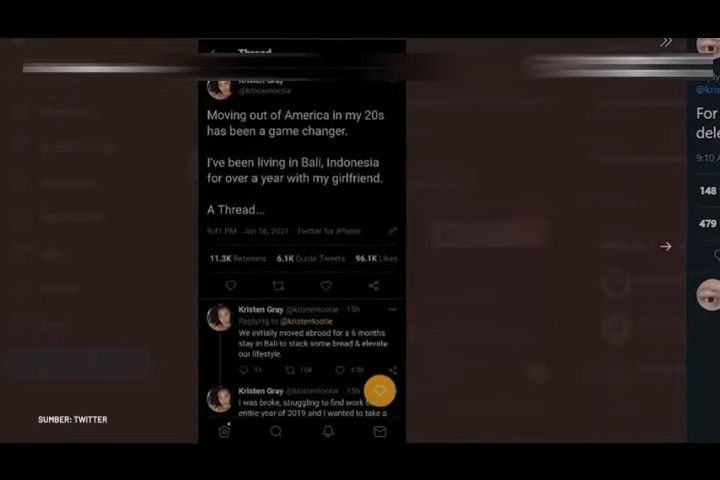 Thread
Kristen Gray
@kristentootie
Moving out of America in my 20s
has been a game changer.
I've been living in Bali, Indonesia
for over a year with my girlfriend.
A Thread...
9:41 PM · Jan 16, 2021 · Twitter for iPhone
11.3K Retweets 6.1K Quote Tweets 96.1K Likes
Kristen Gray @kristentootie · 15h
Replying to @kristentootie
We initially moved abroad for a 6 months
stay in Bali to stack some bread & elevate
our lifestyle.
Kristen Gray @kristentootie · 15h
I was broke, struggling to find work
entire year of 2019 and I wanted to take a
SUMBER: TWITTER
@kris
For
dele
9:10
148
479